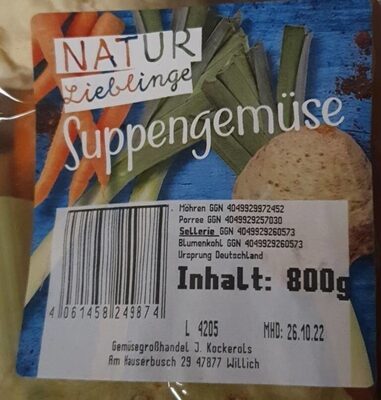 NATUR
Lieblinge
Suppengemüse
Möhren GGN 4049929972452
Porree GGN 4049929257030
Sellerie GGN 4049929260573
Blumenkohl GGN 4049929260573
Ursprung Deutschland
Inhalt: 800g
4 061458 249874
L 4205 MHD: 26.10.22
Gemüsegroßhandel J. Kockerols
Am Hauserbusch 29 47877 Willich